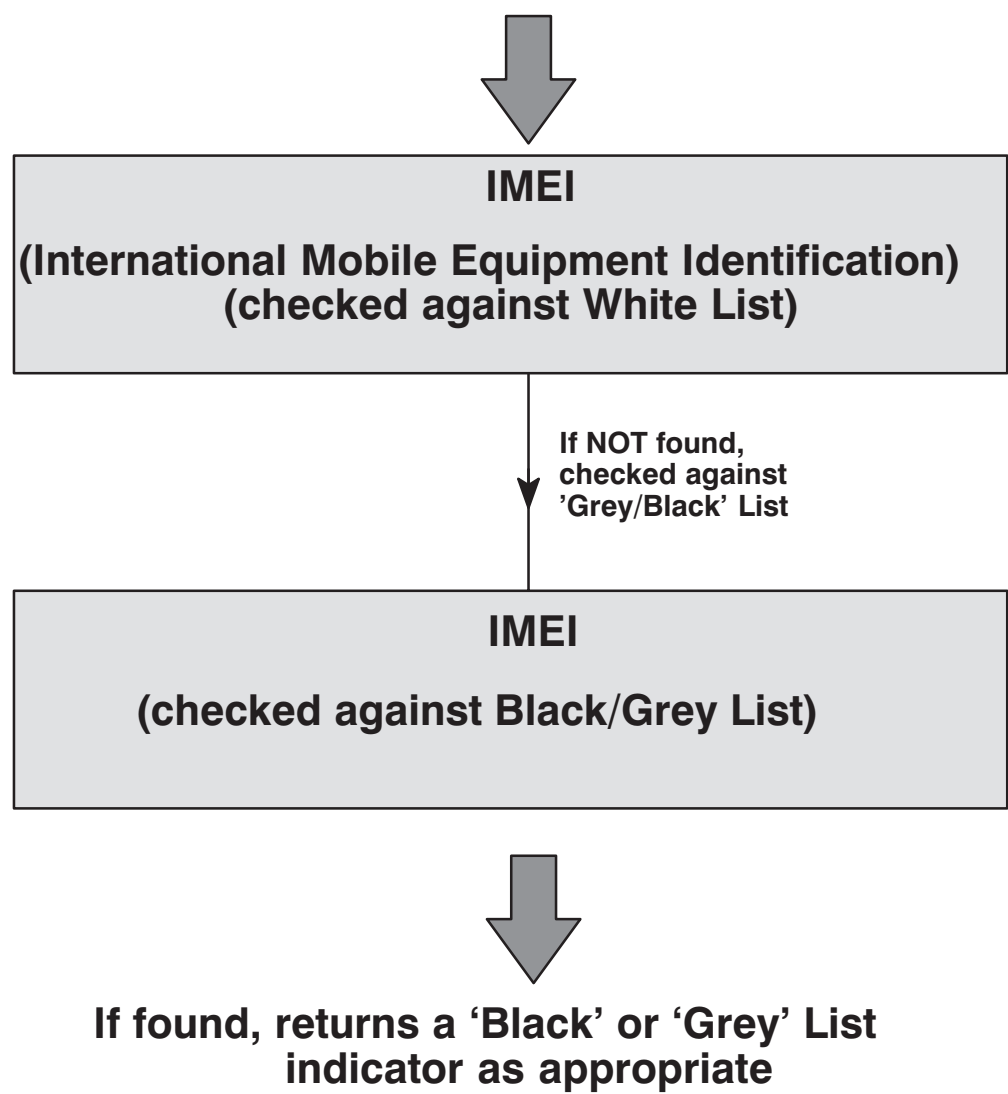 IMEI
(International Mobile Equipment Identification)
(checked against White List)
If NOT found,
checked against
’Grey/Black’ List
IMEI
(checked against Black/Grey List)
If found, returns a ‘Black’ or ‘Grey’ List
indicator as appropriate